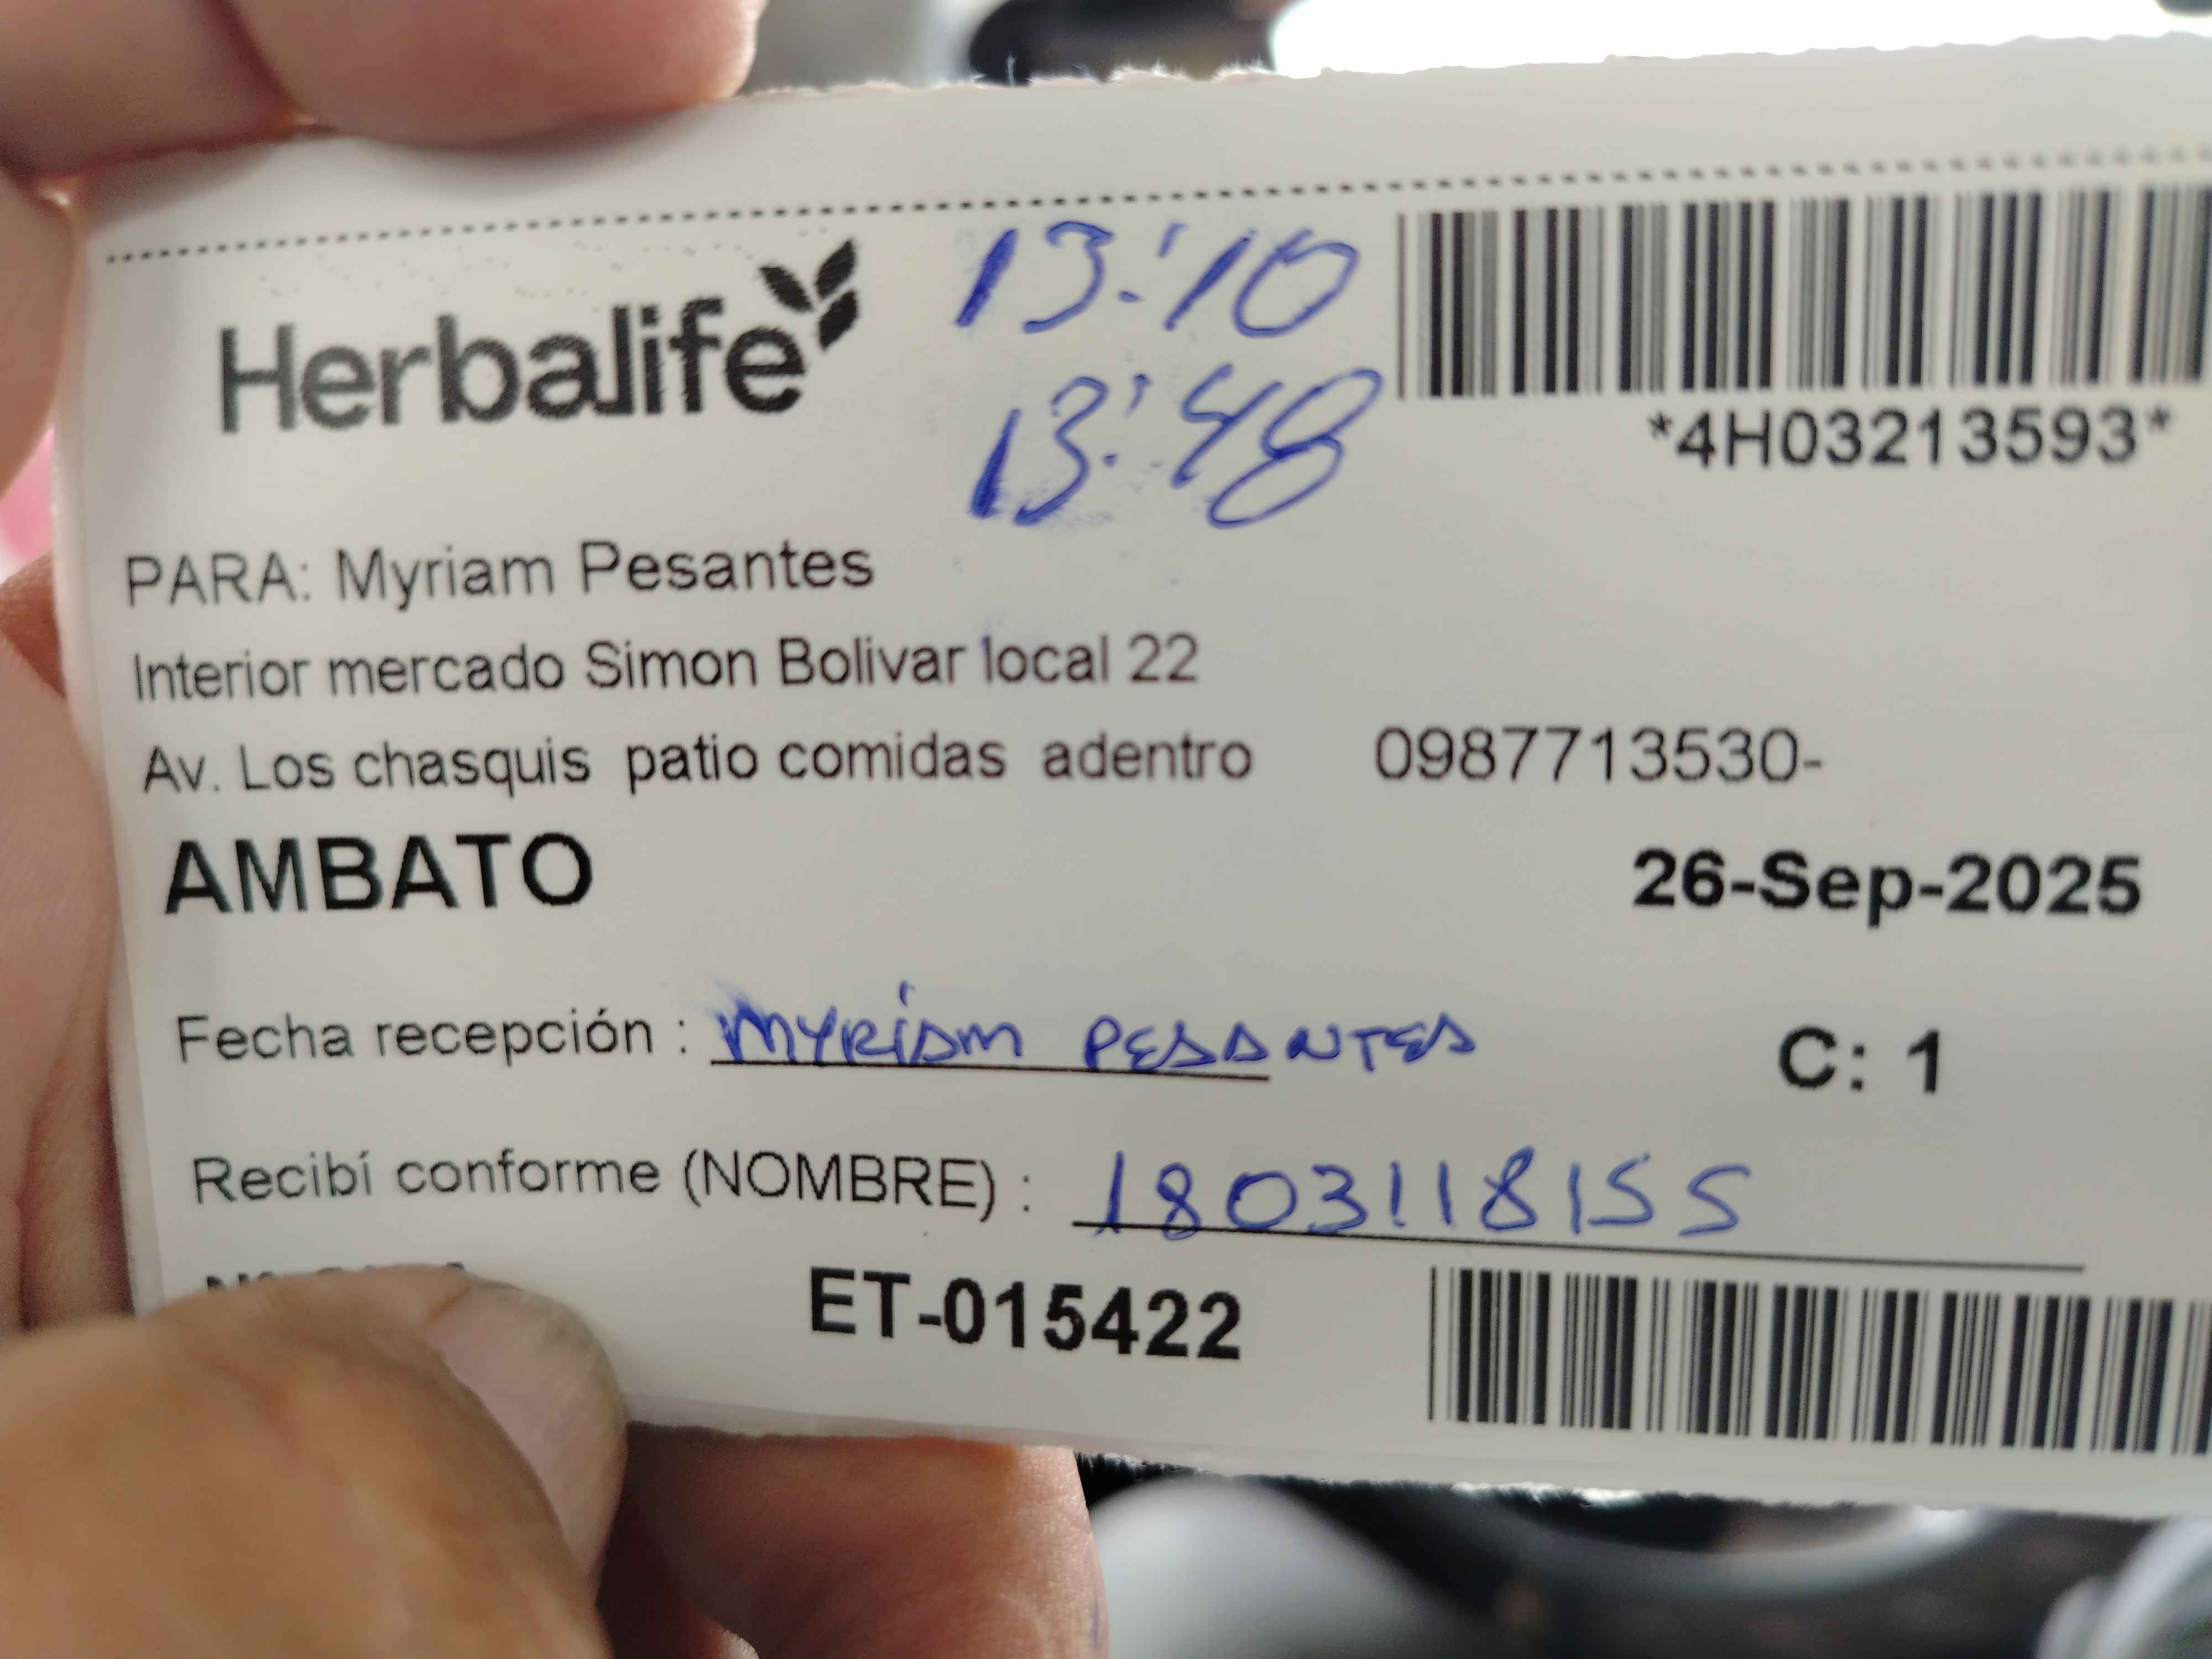 Herbalife
13:10
13:48
*4H03213593*
PARA: Myriam Pesantes
Interior mercado Simon Bolivar local 22
Av. Los chasquis patio comidas adentro 0987713530-
AMBATO 26-Sep-2025
Fecha recepción : MYRiAM PESANTES C: 1
Recibí conforme (NOMBRE) : 1803118155
ET-015422